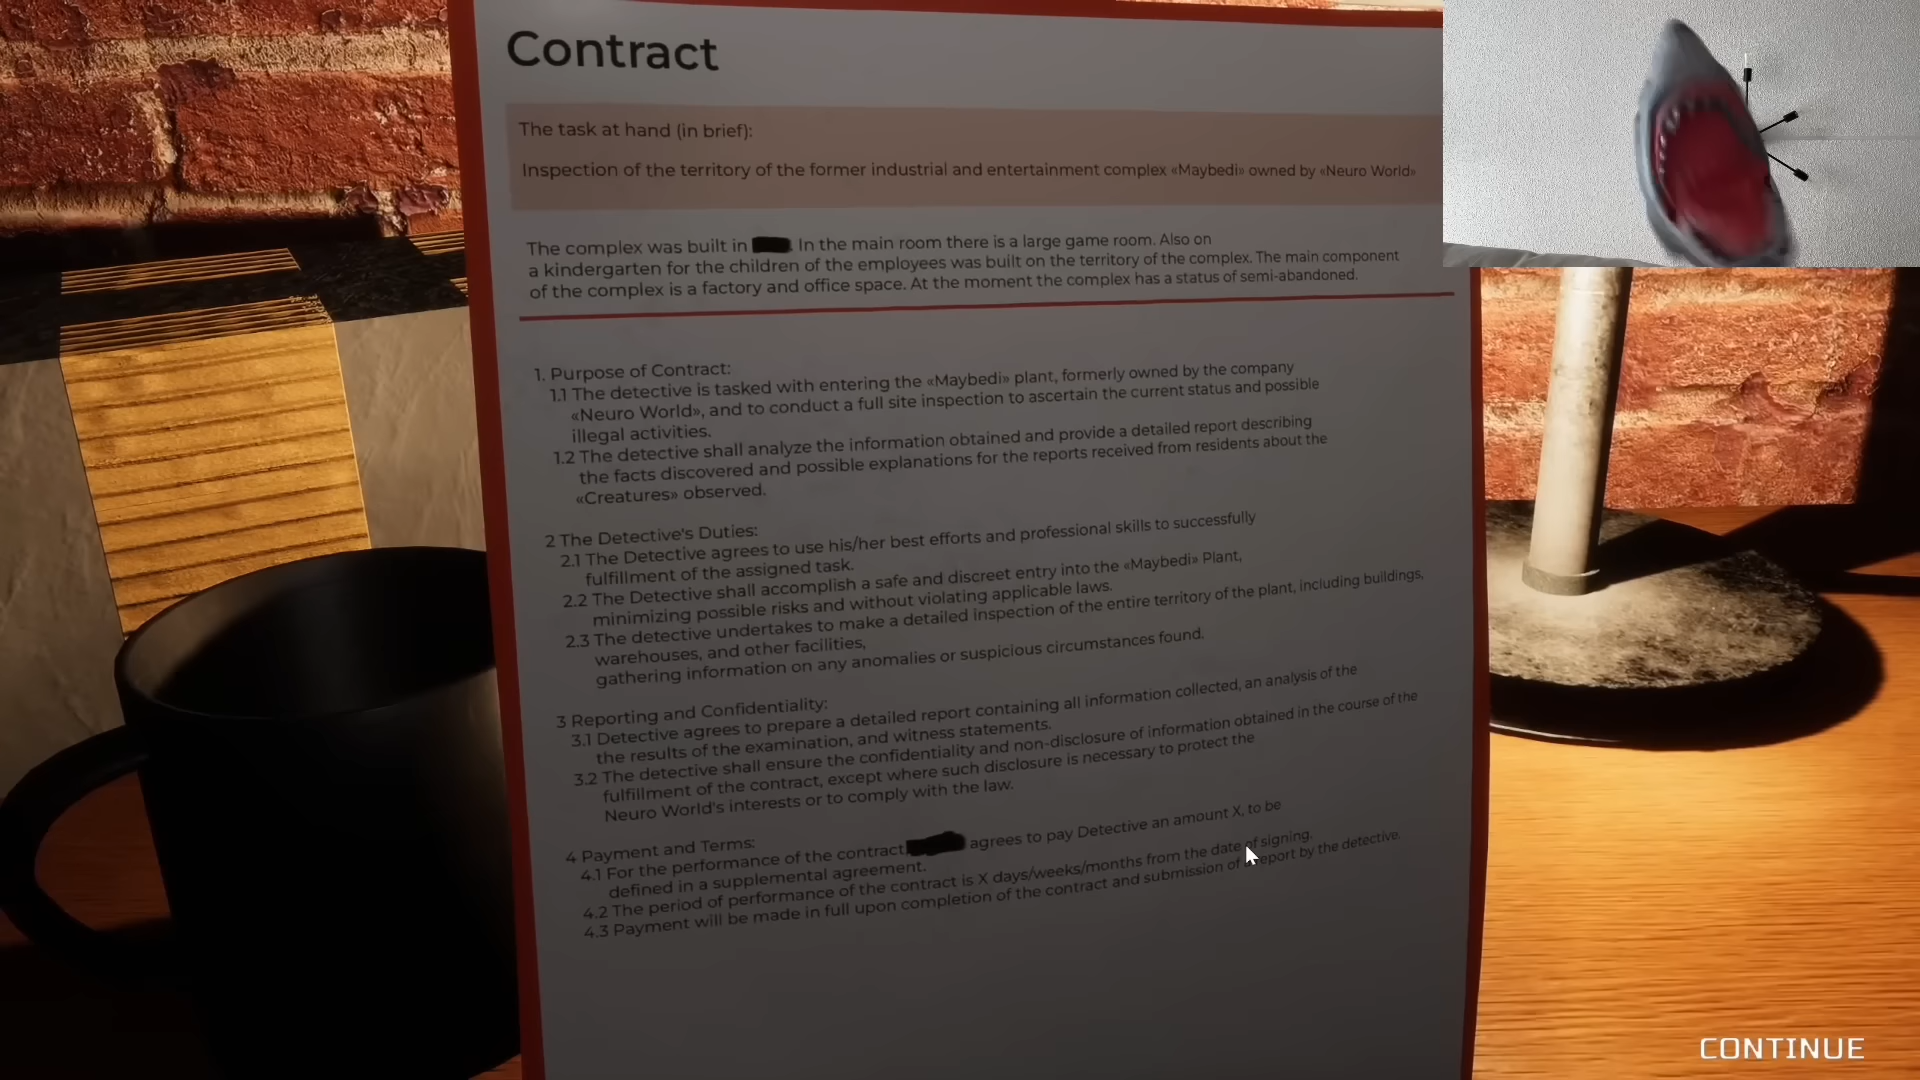 Contract
The task at hand (in brief):
Inspection of the territory of the former industrial and entertainment complex «Maybedi» owned by «Neuro World»
The complex was built in . In the main room there is a large game room. Also on
a kindergarten for the children of the employees was built on the territory of the complex. The main component
of the complex is a factory and office space. At the moment the complex has a status of semi-abandoned.
1. Purpose of Contract:
1.1 The detective is tasked with entering the «Maybedi» plant, formerly owned by the company
«Neuro World», and to conduct a full site inspection to ascertain the current status and possible
illegal activities.
1.2 The detective shall analyze the information obtained and provide a detailed report describing
the facts discovered and possible explanations for the reports received from residents about the
«Creatures» observed.
2 The Detective's Duties:
2.1 The Detective agrees to use his/her best efforts and professional skills to successfully
fulfillment of the assigned task.
2.2 The Detective shall accomplish a safe and discreet entry into the «Maybedi» Plant,
minimizing possible risks and without violating applicable laws.
2.3 The detective undertakes to make a detailed inspection of the entire territory of the plant, including buildings,
warehouses, and other facilities,
gathering information on any anomalies or suspicious circumstances found.
3 Reporting and Confidentiality:
3.1 Detective agrees to prepare a detailed report containing all information collected, an analysis of the
the results of the examination, and witness statements.
3.2 The detective shall ensure the confidentiality and non-disclosure of information obtained in the course of the
fulfillment of the contract, except where such disclosure is necessary to protect the
Neuro World's interests or to comply with the law.
4 Payment and Terms:
4.1 For the performance of the contract, agrees to pay Detective an amount X, to be
defined in a supplemental agreement.
4.2 The period of performance of the contract is X days/weeks/months from the date of signing.
4.3 Payment will be made in full upon completion of the contract and submission of a report by the detective.
CONTINUE